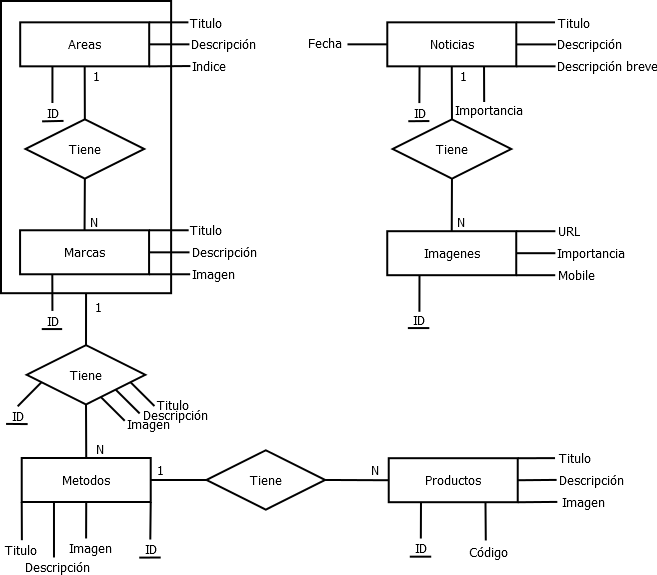 Titulo
Areas
Descripción
Indice
1
ID
Tiene
N
Titulo
Marcas
Descripción
Imagen
ID
1
Tiene
ID
Titulo
Descripción
Imagen
N
Metodos
Titulo
Descripción
Imagen
ID
1
Tiene
N
Productos
Titulo
Descripción
Imagen
ID
Código
Fecha
Noticias
Titulo
Descripción
Descripción breve
1
ID
Importancia
Tiene
N
Imagenes
URL
Importancia
Mobile
ID